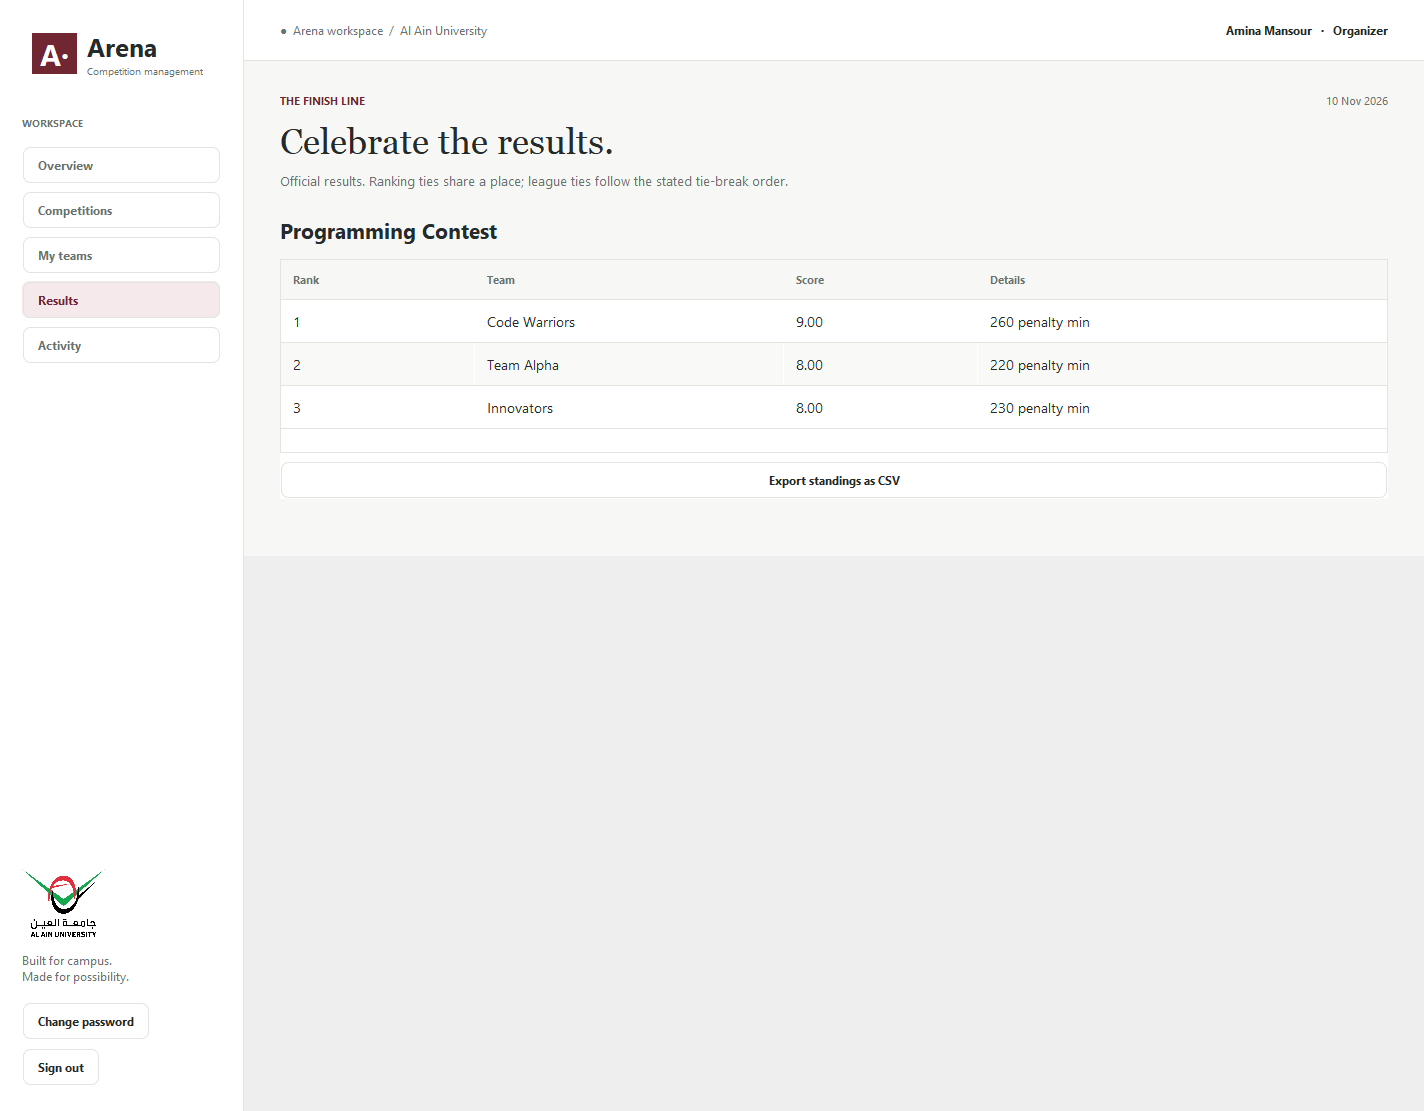 A·
Arena
Competition management
WORKSPACE
Overview
Competitions
My teams
Results
Activity
جامعة العين
AL AIN UNIVERSITY
Built for campus.
Made for possibility.
Change password
Sign out
● Arena workspace / Al Ain University
Amina Mansour · Organizer
THE FINISH LINE
10 Nov 2026
Celebrate the results.
Official results. Ranking ties share a place; league ties follow the stated tie-break order.
Programming Contest
Rank Team Score Details
1 Code Warriors 9.00 260 penalty min
2 Team Alpha 8.00 220 penalty min
3 Innovators 8.00 230 penalty min
Export standings as CSV